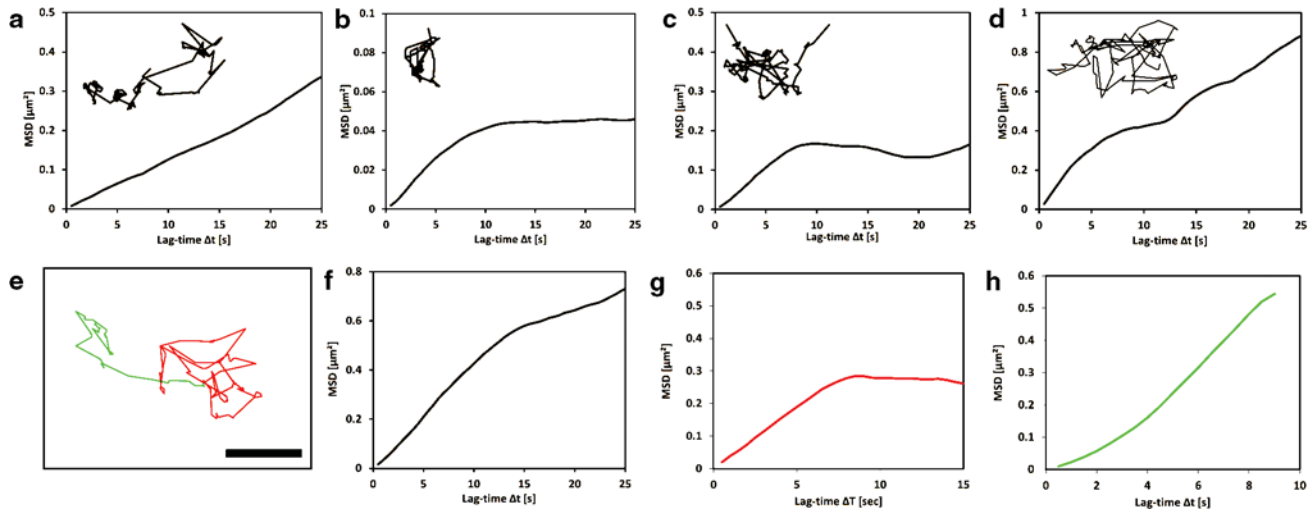 a
0.5
0.4
0.3
0.2
0.1
0
MSD [µm²]
0 5 10 15 20 25
Lag-time Δt [s]
b
0.1
0.08
0.06
0.04
0.02
0
MSD [µm²]
0 5 10 15 20 25
Lag-time Δt [s]
c
0.5
0.4
0.3
0.2
0.1
0
MSD [µm²]
0 5 10 15 20 25
Lag-time Δt [s]
d
1
0.8
0.6
0.4
0.2
0
MSD [µm²]
0 5 10 15 20 25
Lag-time Δt [s]
e
f
0.8
0.6
0.4
0.2
0
MSD [µm²]
0 5 10 15 20 25
Lag-time Δt [s]
g
0.6
0.5
0.4
0.3
0.2
0.1
0
MSD [µm²]
0 5 10 15
Lag-time ΔT [sec]
h
0.6
0.5
0.4
0.3
0.2
0.1
0
MSD [µm²]
0 2 4 6 8 10
Lag-time Δt [s]